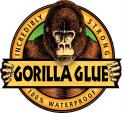 INCREDIBLY STRONG
GORILLA GLUE
100% WATERPROOF